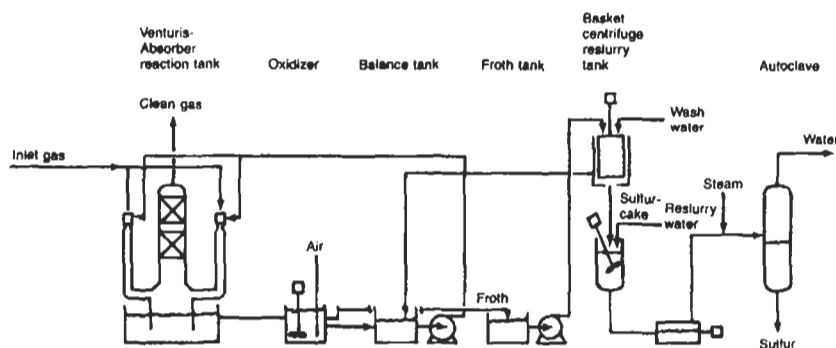 Venturis-
Absorber
reaction tank
Oxidizer
Balance tank
Froth tank
Basket
centrifuge
reslurry
tank
Autoclave
Clean gas
Wash
water
Water
Inlet gas
Steam
Sulfur-
cake
Reslurry
water
Air
Froth
Sulfur